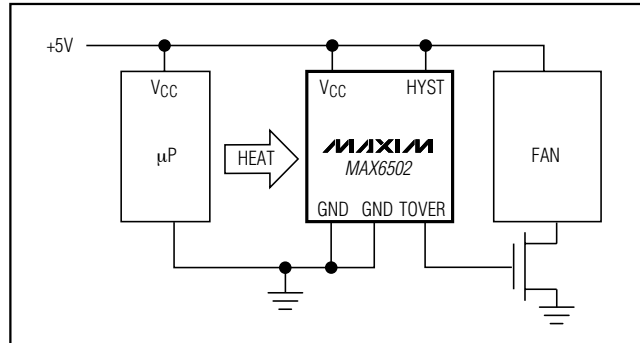 +5V
VCC
VCC
HYST
μP
HEAT
MAXIM
MAX6502
FAN
GND
GND
TOVER